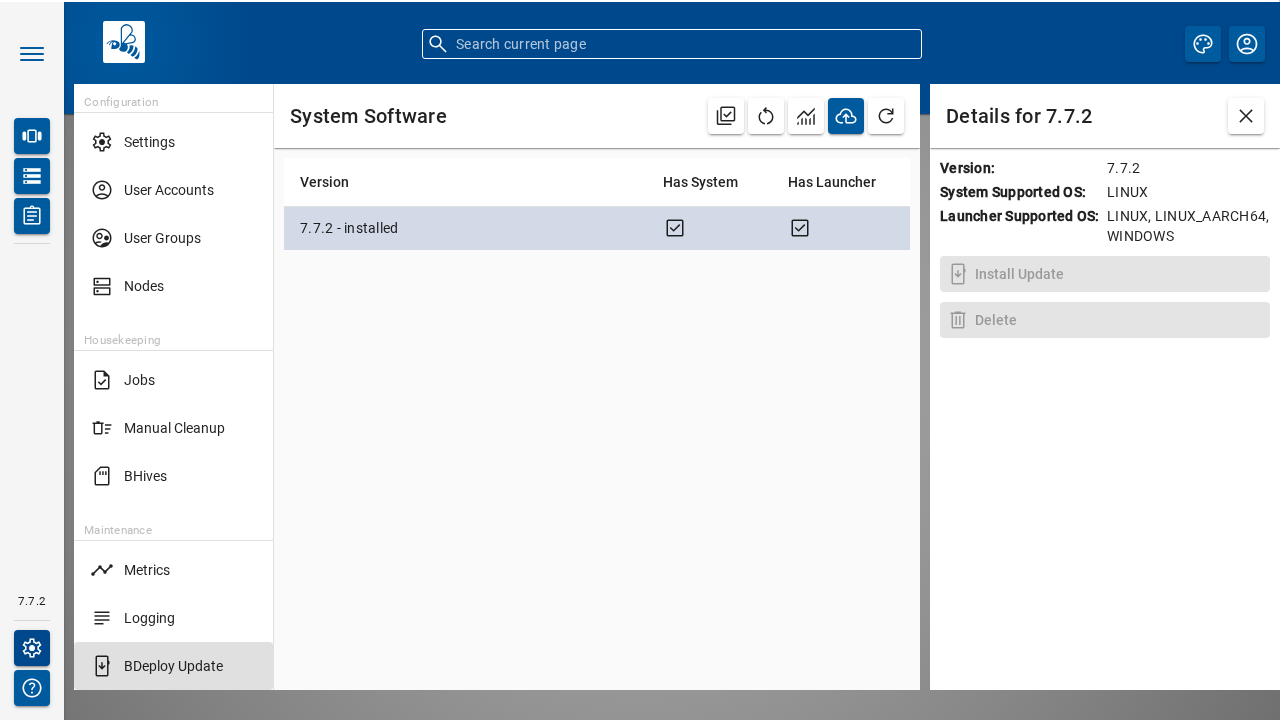 Search current page
Configuration
Settings
User Accounts
User Groups
Nodes
Housekeeping
Jobs
Manual Cleanup
BHives
Maintenance
Metrics
Logging
BDeploy Update
7.7.2
System Software
Version Has System Has Launcher
7.7.2 - installed
Details for 7.7.2
Version: 7.7.2
System Supported OS: LINUX
Launcher Supported OS: LINUX, LINUX_AARCH64,
WINDOWS
Install Update
Delete